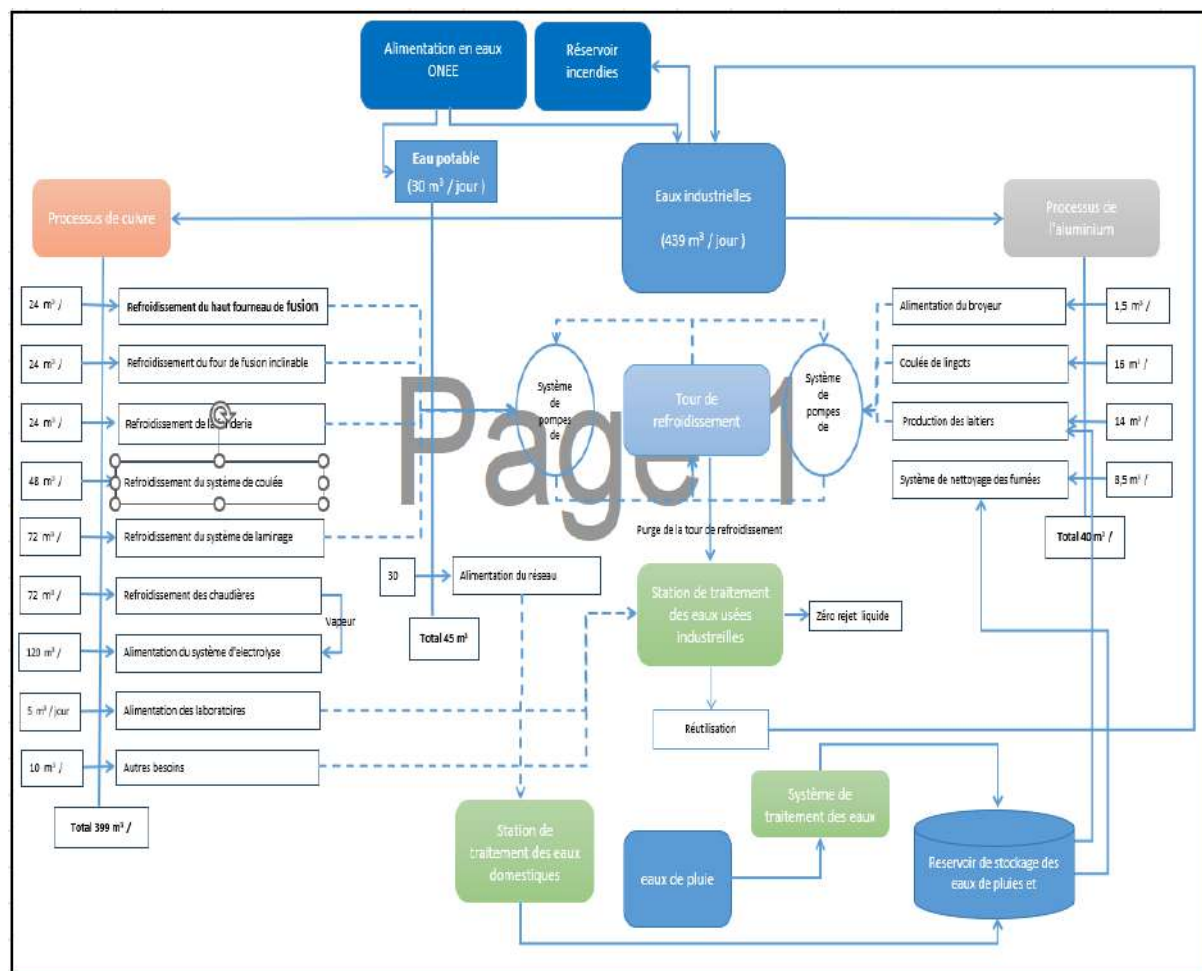 Alimentation en eaux
ONEE
Réservoir
incendies
Eau potable
(30 m³ / jour )
Eaux industrielles
(439 m³ / jour )
Processus de cuivre
Processus de
l'aluminium
24 m³ /
Refroidissement du haut fourneau de fusion
24 m³ /
Refroidissement du four de fusion inclinable
24 m³ /
Refroidissement de
48 m³ /
Refroidissement du système de coulée
72 m³ /
Refroidissement du système de laminage
72 m³ /
Refroidissement des chaudières
Vapeur
120 m³ /
Alimentation du système d'electrolyse
5 m³ / jour
Alimentation des laboratoires
10 m³ /
Autres besoins
Total 399 m³ /
Système
de
pompes
de
Tour de
refroidissement
Système
de
pompes
de
Page 1
Alimentation du broyeur
1,5 m³ /
Coulée de lingots
16 m³ /
Production des laitiers
14 m³ /
Système de nettoyage des fumées
8,5 m³ /
Total 40 m³ /
Purge de la tour de refroidissement
30
Alimentation du réseau
Total 45 m³
Station de traitement
des eaux usées
industreilles
Zéro rejet liquide
Réutilisation
Station de
traitement des eaux
domestiques
eaux de pluie
Système de
traitement des eaux
Reservoir de stockage des
eaux de pluies et